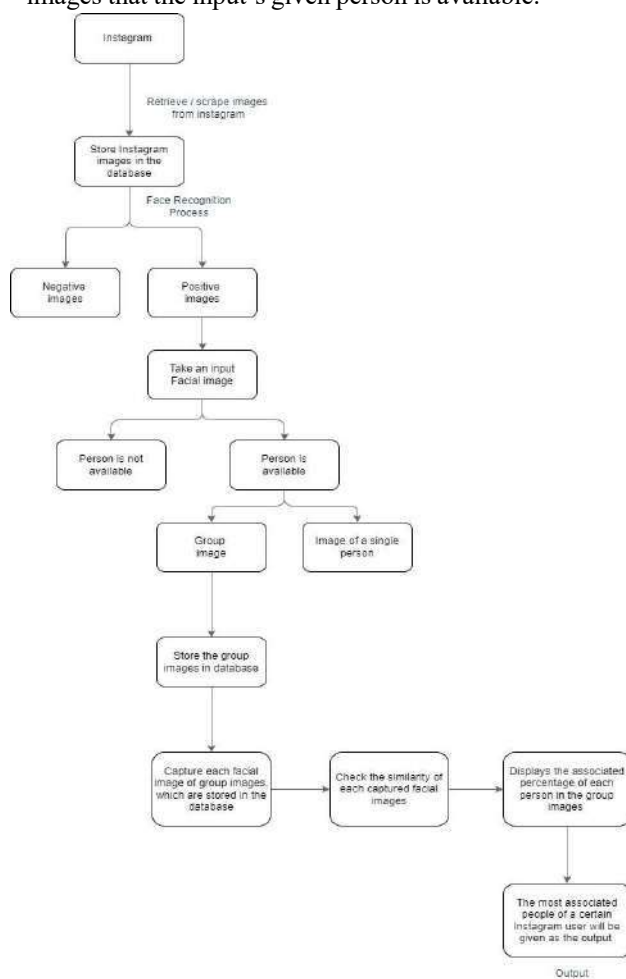 images that the input's given person is available.
Instagram
Retrieve / scrape images
from instagram
Store Instagram
images in the
database
Face Recognition
Process
Negative
images
Positive
images
Take an input
Facial image
Person is not
available
Person is
available
Group
image
Image of a single
person
Store the group
images in database
Capture each facial
image of group images,
which are stored in the
database
Check the similarity of
each captured facial
images
Displays the associated
percentage of each
person in the group
images
The most associated
people of a certain
Instagram user will be
given as the output
Output